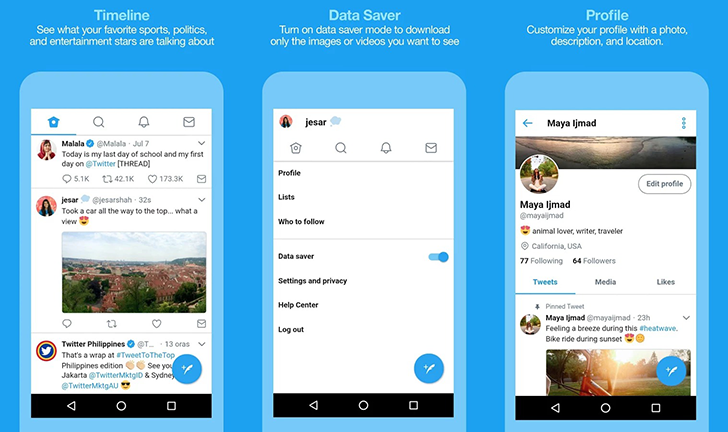 Timeline
See what your favorite sports, politics,
and entertainment stars are talking about
Malala @Malala · Jul 7
Today is my last day of school and my first
day on @Twitter [THREAD]
5.1K 42.1K 173.3K
jesar @jesarshah · 32s
Took a car all the way to the top... what a
view
Twitter Philippines @T... · 13 oras
That's a wrap at #TweetToTheTop
Philippines edition See you
Jakarta @TwitterMktgID & Sydney
@TwitterMktgAU
Data Saver
Turn on data saver mode to download
only the images or videos you want to see
jesar
Profile
Lists
Who to follow
Data saver
Settings and privacy
Help Center
Log out
Profile
Customize your profile with a photo,
description, and location.
Maya Ijmad
Edit profile
Maya Ijmad
@mayaijmad
animal lover, writer, traveler
California, USA
77 Following 64 Followers
Tweets Media Likes
Pinned Tweet
Maya Ijmad @mayaijmad · 23h
Feeling a breeze during this #heatwave.
Bike ride during sunset